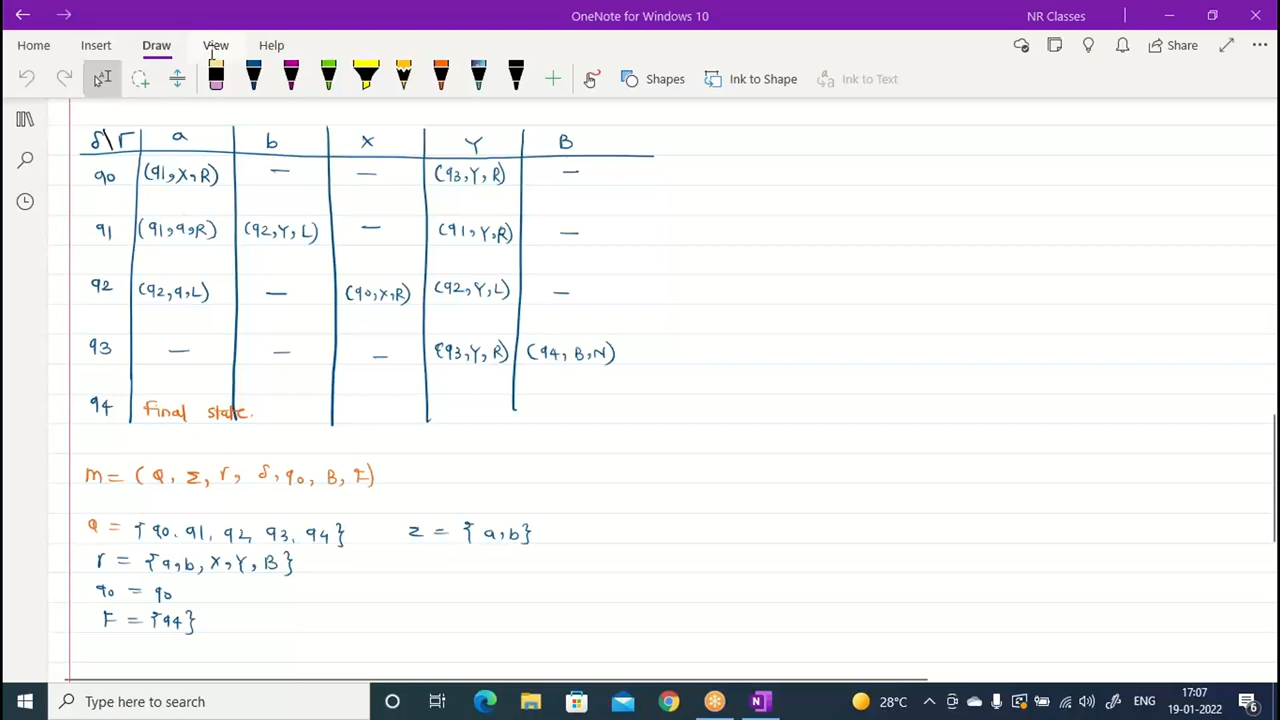 OneNote for Windows 10
NR Classes
Home Insert Draw View Help
Share
Shapes Ink to Shape Ink to Text
δ\Γ a b X Y B
q0 (q1,X,R) — — (q3,Y,R) —
q1 (q1,a,R) (q2,Y,L) — (q1,Y,R) —
q2 (q2,a,L) — (q0,X,R) (q2,Y,L) —
q3 — — — (q3,Y,R) (q4,B,N)
q4 Final state.
M = (Q, Σ, Γ, δ, q0, B, F)
Q = {q0, q1, q2, q3, q4} Σ = {a,b}
Γ = {a,b,X,Y,B}
q0 = q0
F = {q4}
Type here to search
28°C
ENG
17:07
19-01-2022
6